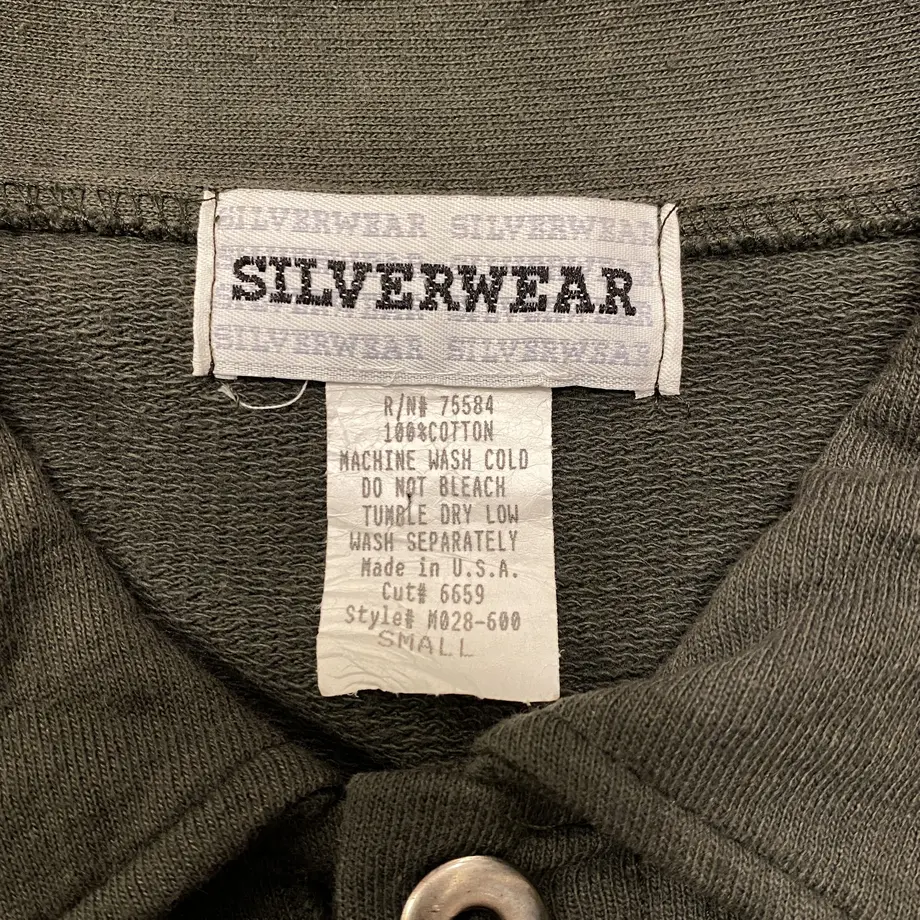 SILVERWEAR SILVERWEAR
SILVERWEAR
SILVERWEAR SILVERWEAR
R/N# 75584
100%COTTON
MACHINE WASH COLD
DO NOT BLEACH
TUMBLE DRY LOW
WASH SEPARATELY
Made in U.S.A.
Cut# 6659
Style# M028-600
SMALL